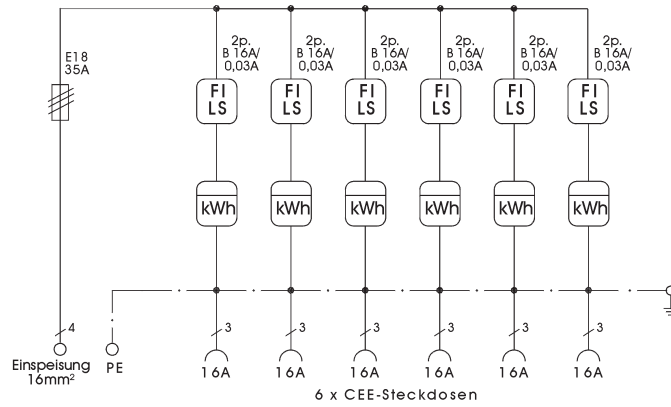 E18
35A
2p.
B 16A/
0,03A
2p.
B 16A/
0,03A
2p.
B 16A/
0,03A
2p.
B 16A/
0,03A
2p.
B 16A/
0,03A
2p.
B 16A/
0,03A
FI
LS
FI
LS
FI
LS
FI
LS
FI
LS
FI
LS
kWh
kWh
kWh
kWh
kWh
kWh
4
3
3
3
3
3
3
Einspeisung
16mm²
PE
16A
16A
16A
16A
16A
16A
6 x CEE-Steckdosen